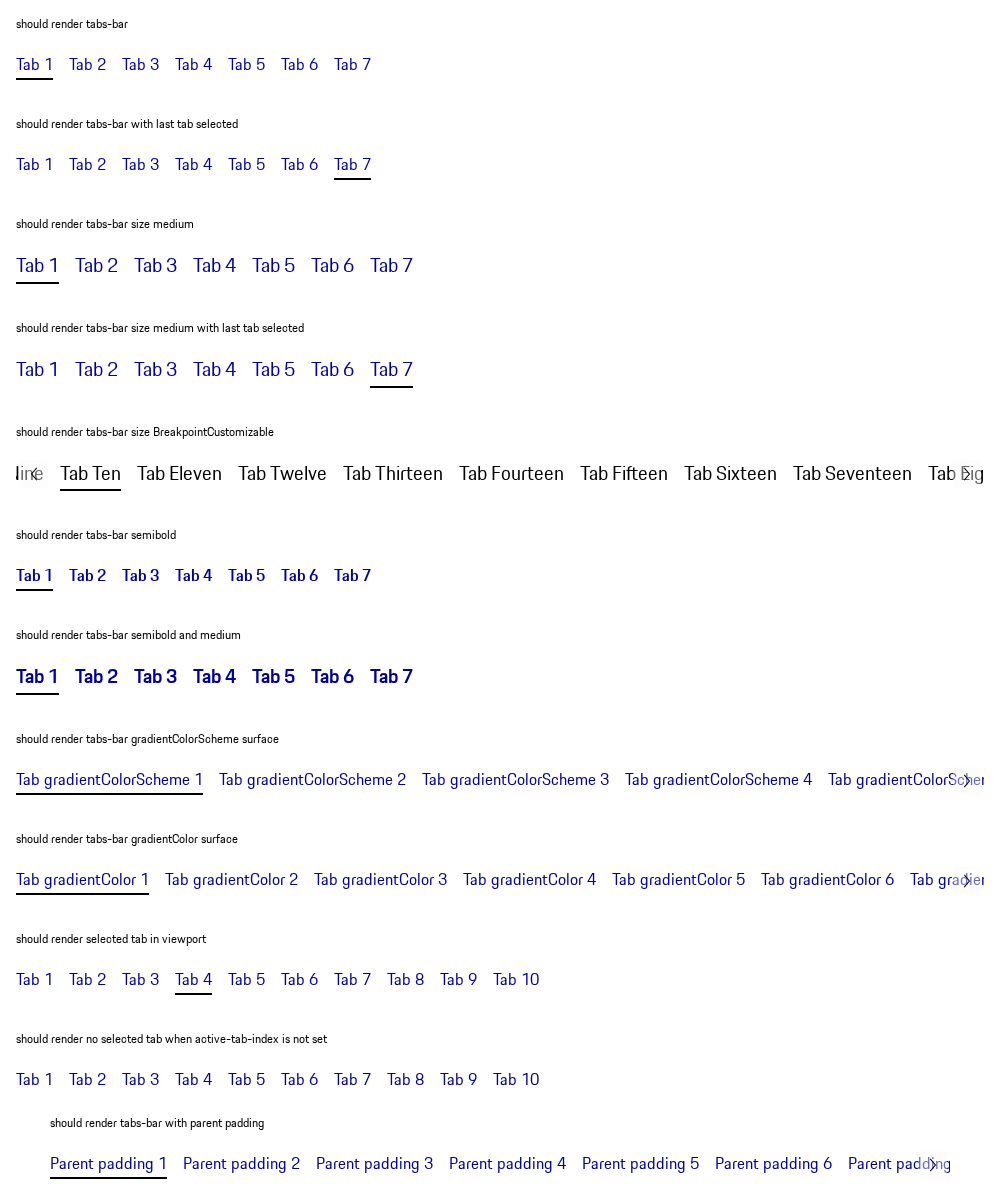 should render tabs-bar
Tab 1 Tab 2 Tab 3 Tab 4 Tab 5 Tab 6 Tab 7
should render tabs-bar with last tab selected
Tab 1 Tab 2 Tab 3 Tab 4 Tab 5 Tab 6 Tab 7
should render tabs-bar size medium
Tab 1 Tab 2 Tab 3 Tab 4 Tab 5 Tab 6 Tab 7
should render tabs-bar size medium with last tab selected
Tab 1 Tab 2 Tab 3 Tab 4 Tab 5 Tab 6 Tab 7
should render tabs-bar size BreakpointCustomizable
Tab Ten Tab Eleven Tab Twelve Tab Thirteen Tab Fourteen Tab Fifteen Tab Sixteen Tab Seventeen Tab Eig
should render tabs-bar semibold
Tab 1 Tab 2 Tab 3 Tab 4 Tab 5 Tab 6 Tab 7
should render tabs-bar semibold and medium
Tab 1 Tab 2 Tab 3 Tab 4 Tab 5 Tab 6 Tab 7
should render tabs-bar gradientColorScheme surface
Tab gradientColorScheme 1 Tab gradientColorScheme 2 Tab gradientColorScheme 3 Tab gradientColorScheme 4 Tab gradientColorScher
should render tabs-bar gradientColor surface
Tab gradientColor 1 Tab gradientColor 2 Tab gradientColor 3 Tab gradientColor 4 Tab gradientColor 5 Tab gradientColor 6 Tab gradier
should render selected tab in viewport
Tab 1 Tab 2 Tab 3 Tab 4 Tab 5 Tab 6 Tab 7 Tab 8 Tab 9 Tab 10
should render no selected tab when active-tab-index is not set
Tab 1 Tab 2 Tab 3 Tab 4 Tab 5 Tab 6 Tab 7 Tab 8 Tab 9 Tab 10
should render tabs-bar with parent padding
Parent padding 1 Parent padding 2 Parent padding 3 Parent padding 4 Parent padding 5 Parent padding 6 Parent padding